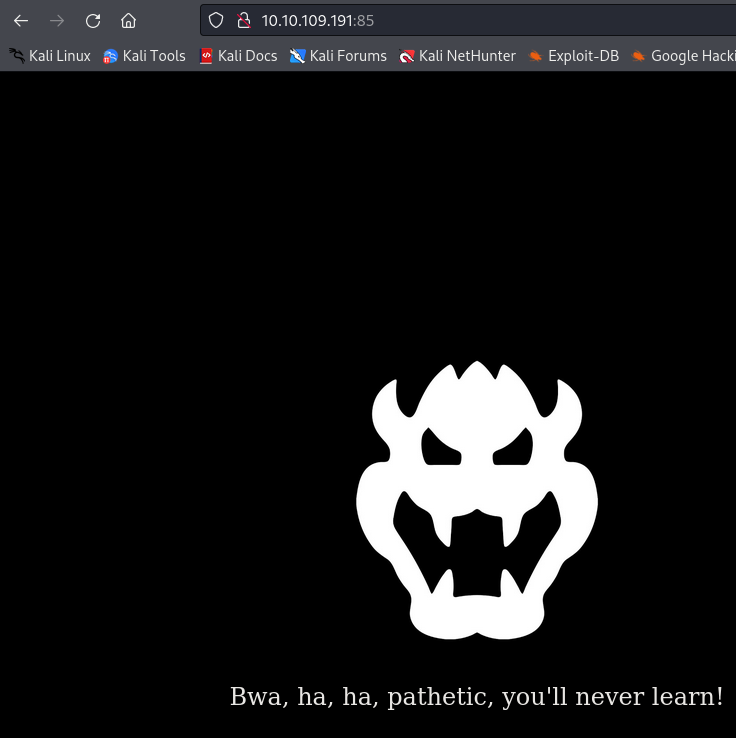 10.10.109.191:85
Kali Linux Kali Tools Kali Docs Kali Forums Kali NetHunter Exploit-DB Google Hacki
Bwa, ha, ha, pathetic, you'll never learn!